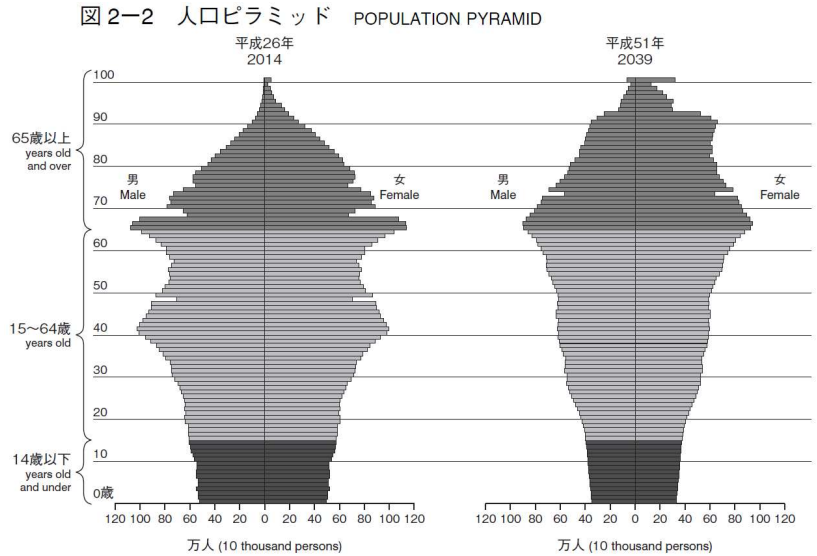 図 2ー2　人口ピラミッド　POPULATION PYRAMID
平成26年
2014
平成51年
2039
100
90
80
70
60
50
40
30
20
10
0歳
65歳以上
years old
and over
15〜64歳
years old
14歳以下
years old
and under
男
Male
女
Female
男
Male
女
Female
120 100 80 60 40 20 0 20 40 60 80 100 120
120 100 80 60 40 20 0 20 40 60 80 100 120
万人 (10 thousand persons)
万人 (10 thousand persons)